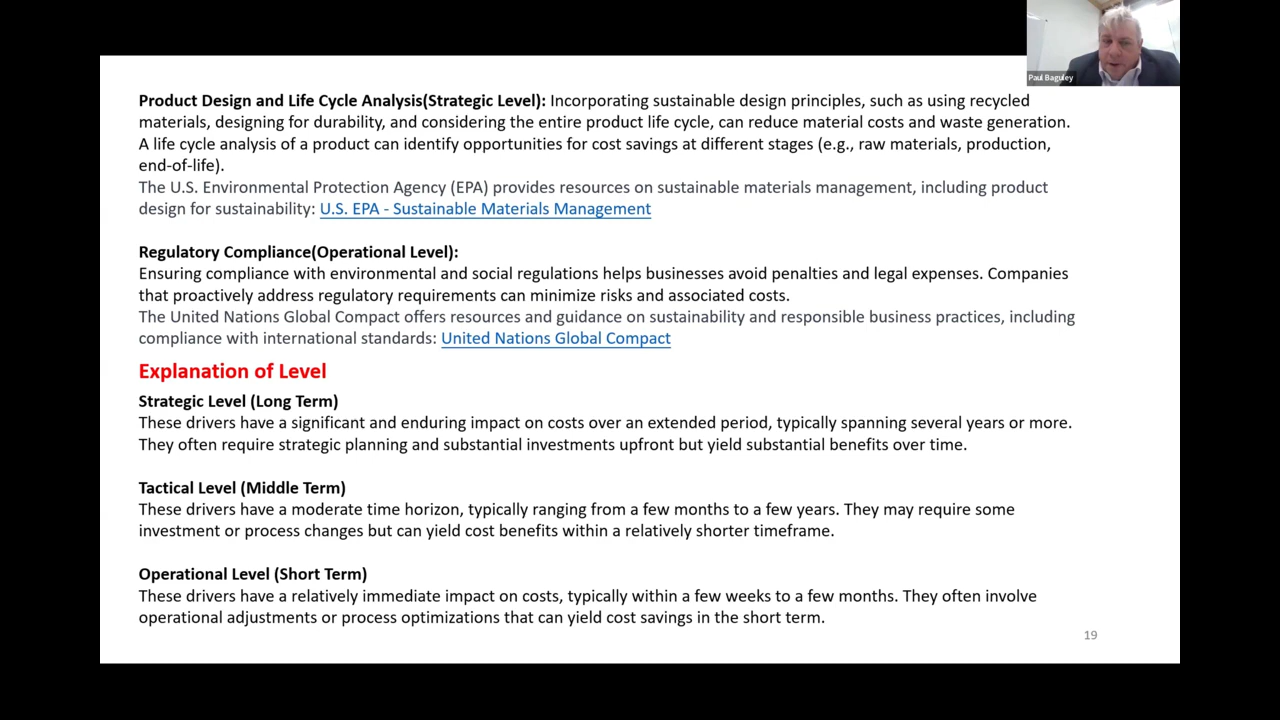 Paul Baguley
Product Design and Life Cycle Analysis(Strategic Level): Incorporating sustainable design principles, such as using recycled
materials, designing for durability, and considering the entire product life cycle, can reduce material costs and waste generation.
A life cycle analysis of a product can identify opportunities for cost savings at different stages (e.g., raw materials, production,
end-of-life).
The U.S. Environmental Protection Agency (EPA) provides resources on sustainable materials management, including product
design for sustainability: U.S. EPA - Sustainable Materials Management
Regulatory Compliance(Operational Level):
Ensuring compliance with environmental and social regulations helps businesses avoid penalties and legal expenses. Companies
that proactively address regulatory requirements can minimize risks and associated costs.
The United Nations Global Compact offers resources and guidance on sustainability and responsible business practices, including
compliance with international standards: United Nations Global Compact
Explanation of Level
Strategic Level (Long Term)
These drivers have a significant and enduring impact on costs over an extended period, typically spanning several years or more.
They often require strategic planning and substantial investments upfront but yield substantial benefits over time.
Tactical Level (Middle Term)
These drivers have a moderate time horizon, typically ranging from a few months to a few years. They may require some
investment or process changes but can yield cost benefits within a relatively shorter timeframe.
Operational Level (Short Term)
These drivers have a relatively immediate impact on costs, typically within a few weeks to a few months. They often involve
operational adjustments or process optimizations that can yield cost savings in the short term.
19